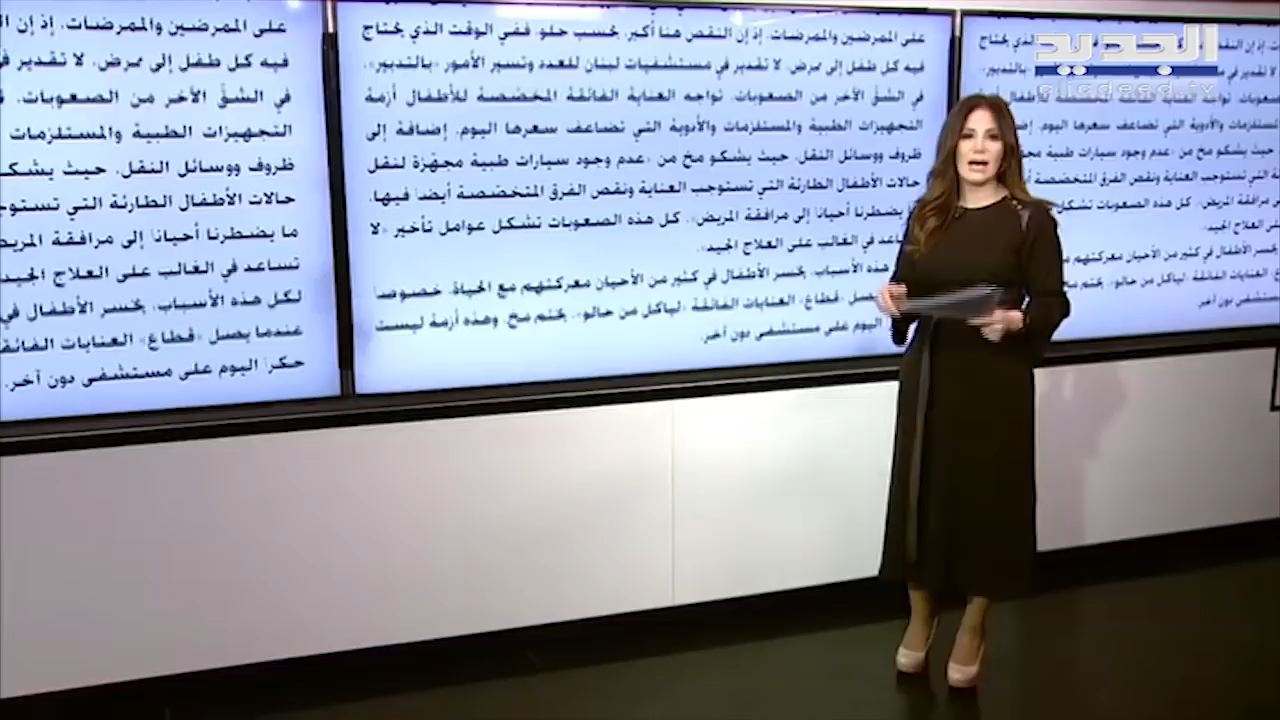 الجديد
aljadeed.tv
على الممرضين والممرضات، إذ إن النقص هنا أكبر، بحسب حلو، ففي الوقت الذي يحتاج
فيه كل طفل إلى ممرض، لا تقدير في مستشفيات لبنان للعدد وتسير الأمور «بالتدبير».
في الشق الآخر من الصعوبات، تواجه العناية الفائقة المخصصة للأطفال أزمة
التجهيزات الطبية والمستلزمات والأدوية التي تضاعف سعرها اليوم، إضافة إلى
ظروف ووسائل النقل، حيث يشكو مخ من «عدم وجود سيارات طبية مجهزة لنقل
حالات الأطفال الطارئة التي تستوجب العناية ونقص الفرق المتخصصة أيضاً فيها،
ما يضطرنا أحياناً إلى مرافقة المريض». كل هذه الصعوبات تشكل عوامل تأخير «لا
تساعد في الغالب على العلاج الجيد».
لكل هذه الأسباب، يخسر الأطفال في كثير من الأحيان معركتهم مع الحياة، خصوصاً
عندما يصل «قطاع» العنايات الفائقة «لياكل من حالو»، يختم مخ، وهذه أزمة ليست
حكراً اليوم على مستشفى دون آخر.